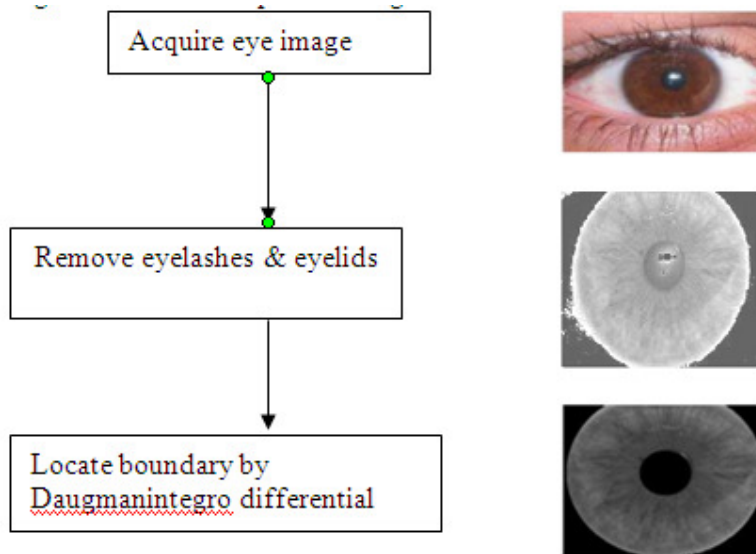 Acquire eye image
Remove eyelashes & eyelids
Locate boundary by
Daugmanintegro differential